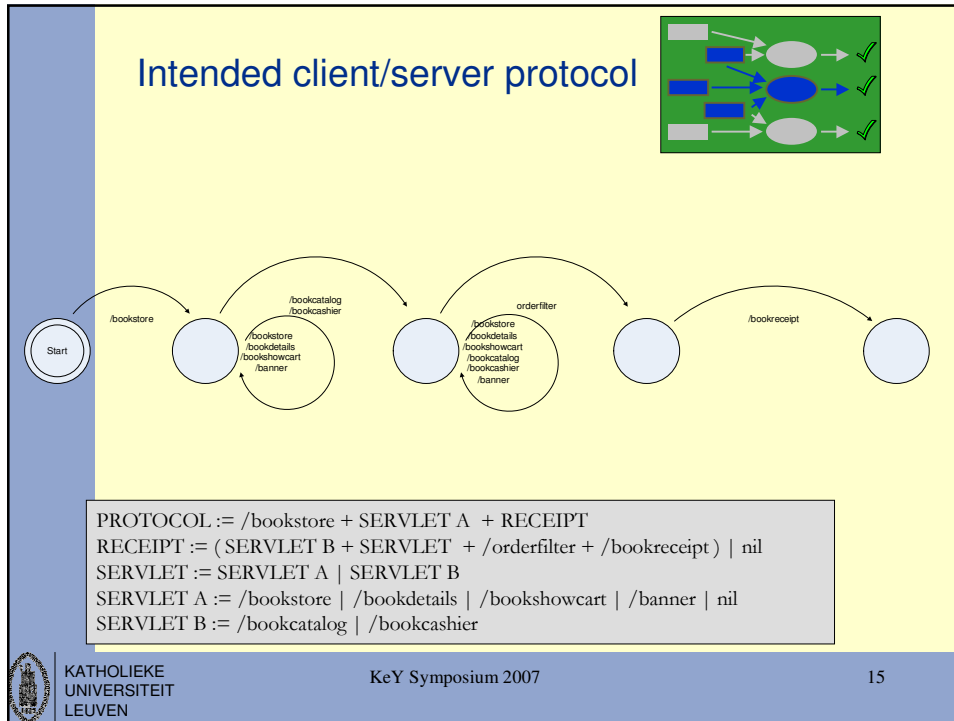 Intended client/server protocol
/bookstore
/bookcatalog
/bookcashier
orderfilter
/bookreceipt
Start
/bookstore
/bookdetails
/bookshowcart
/banner
/bookstore
/bookdetails
/bookshowcart
/bookcatalog
/bookcashier
/banner
PROTOCOL := /bookstore + SERVLET A + RECEIPT
RECEIPT := ( SERVLET B + SERVLET + /orderfilter + /bookreceipt ) | nil
SERVLET := SERVLET A | SERVLET B
SERVLET A := /bookstore | /bookdetails | /bookshowcart | /banner | nil
SERVLET B := /bookcatalog | /bookcashier
KATHOLIEKE
UNIVERSITEIT
LEUVEN
KeY Symposium 2007
15